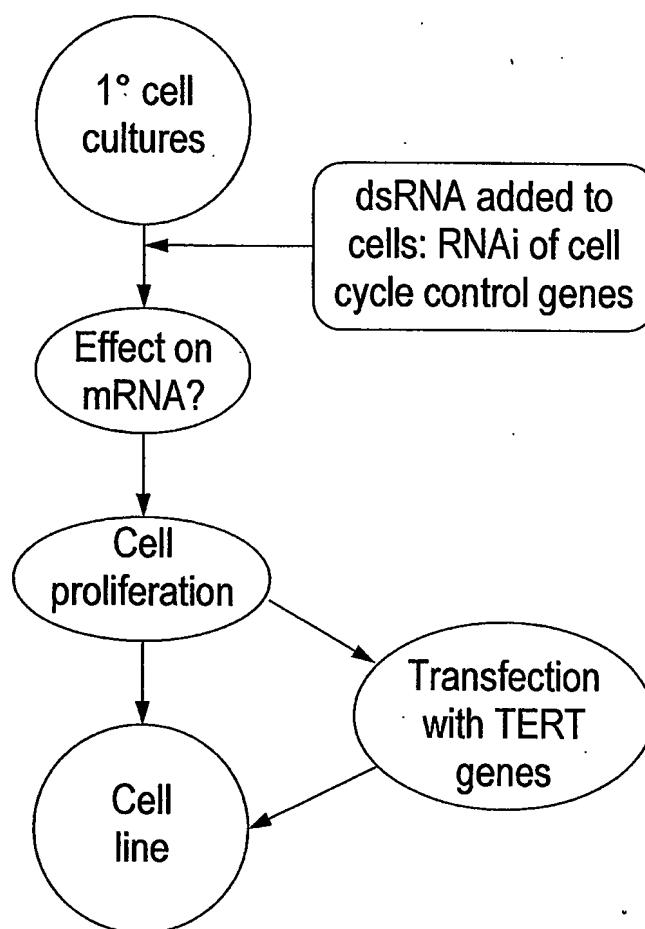 1° cell
cultures
dsRNA added to
cells: RNAi of cell
cycle control genes
Effect on
mRNA?
Cell
proliferation
Transfection
with TERT
genes
Cell
line